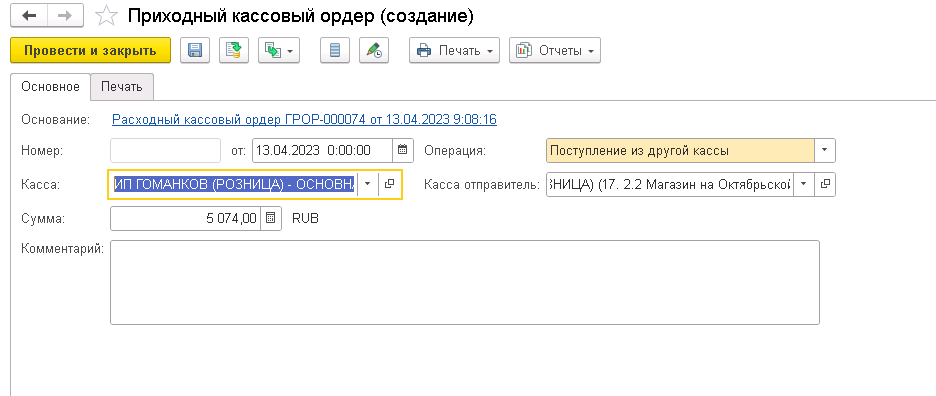 Приходный кассовый ордер (создание)
Провести и закрыть Печать Отчеты
Основное Печать
Основание: Расходный кассовый ордер ГРОР-000074 от 13.04.2023 9:08:16
Номер: от: 13.04.2023 0:00:00 Операция: Поступление из другой кассы
Касса: ИП ГОМАНКОВ (РОЗНИЦА) - ОСНОВНА Касса отправитель: ЗНИЦА) (17. 2.2 Магазин на Октябрьской
Сумма: 5 074,00 RUB
Комментарий: